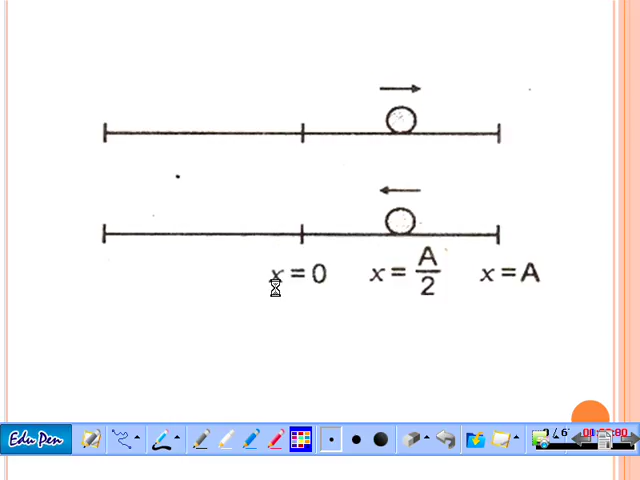 x = 0 x = A/2 x = A
Edu Pen